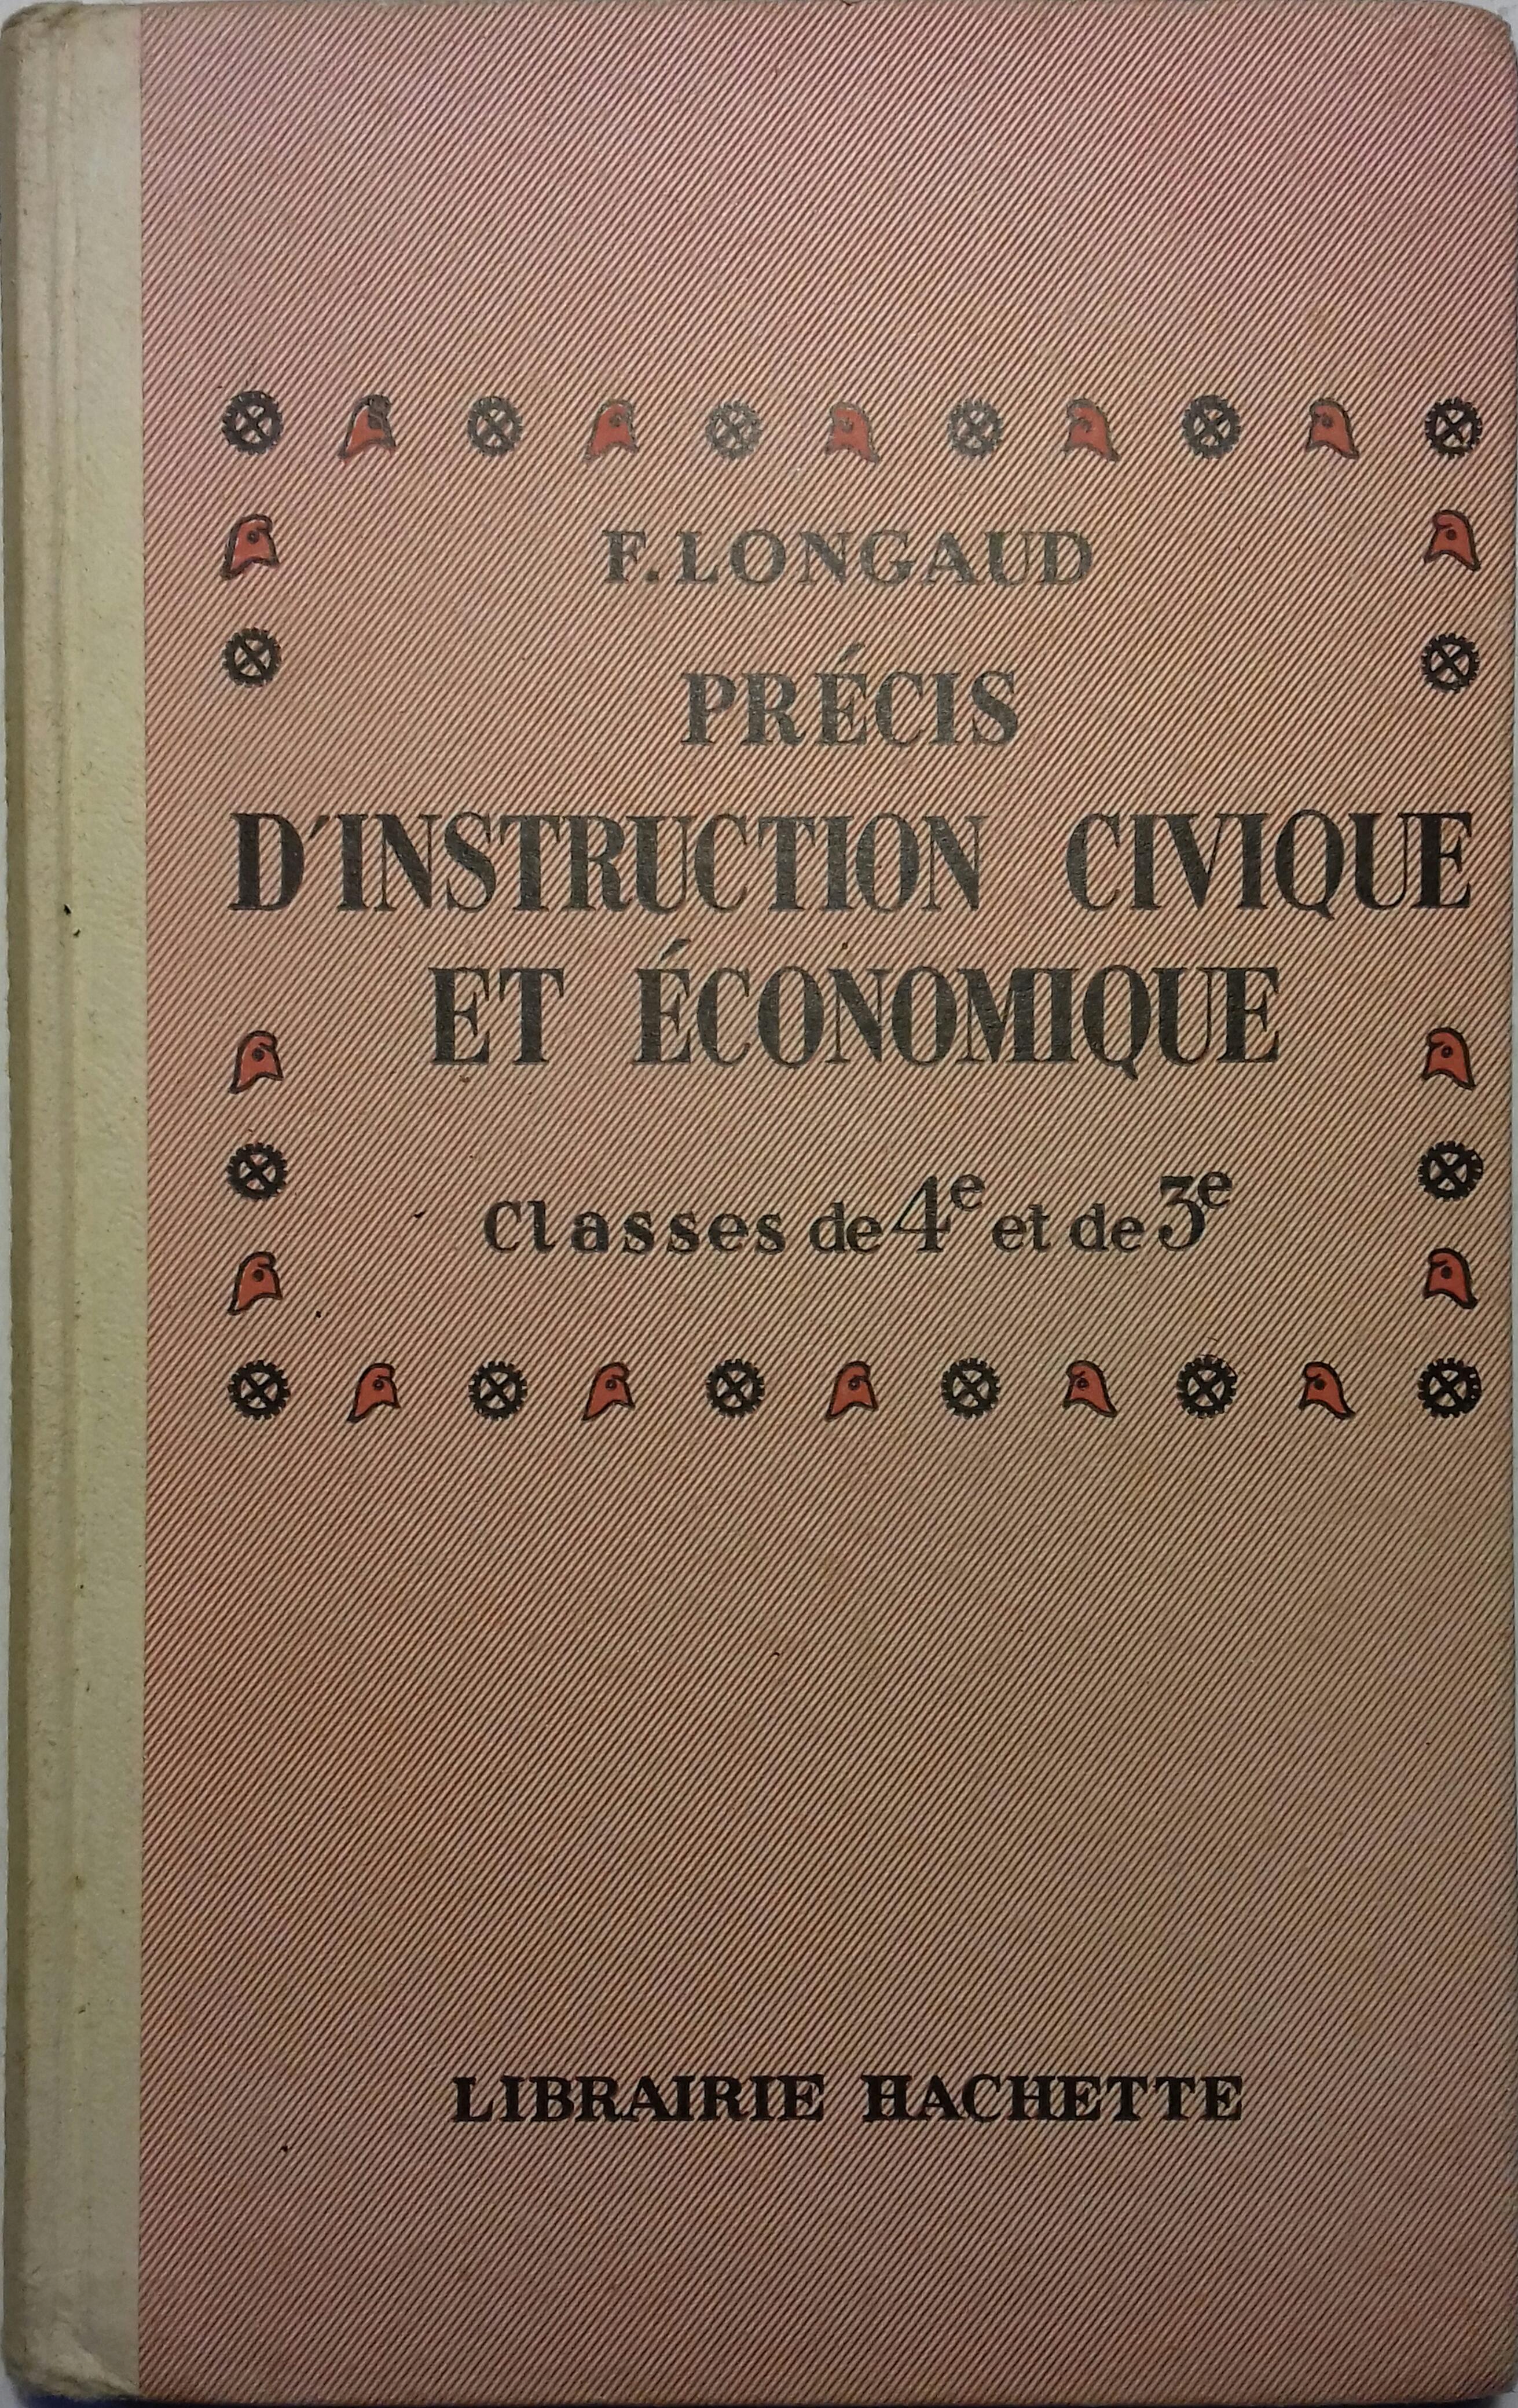 F. LONGAUD
PRÉCIS
D'INSTRUCTION CIVIQUE
ET ÉCONOMIQUE
Classes de 4e et de 3e
LIBRAIRIE HACHETTE